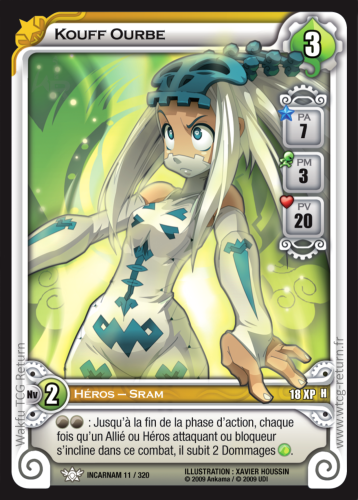 Kouff Ourbe
3
PA
7
PM
3
PV
20
Nv 2
Héros – Sram
18 XP H
: Jusqu'à la fin de la phase d'action, chaque
fois qu'un Allié ou Héros attaquant ou bloqueur
s'incline dans ce combat, il subit 2 Dommages .
INCARNAM 11 / 320
ILLUSTRATION : XAVIER HOUSSIN
© 2009 Ankama / © 2009 UDI
Wakfu TCG Return
www.wtcg-return.fr